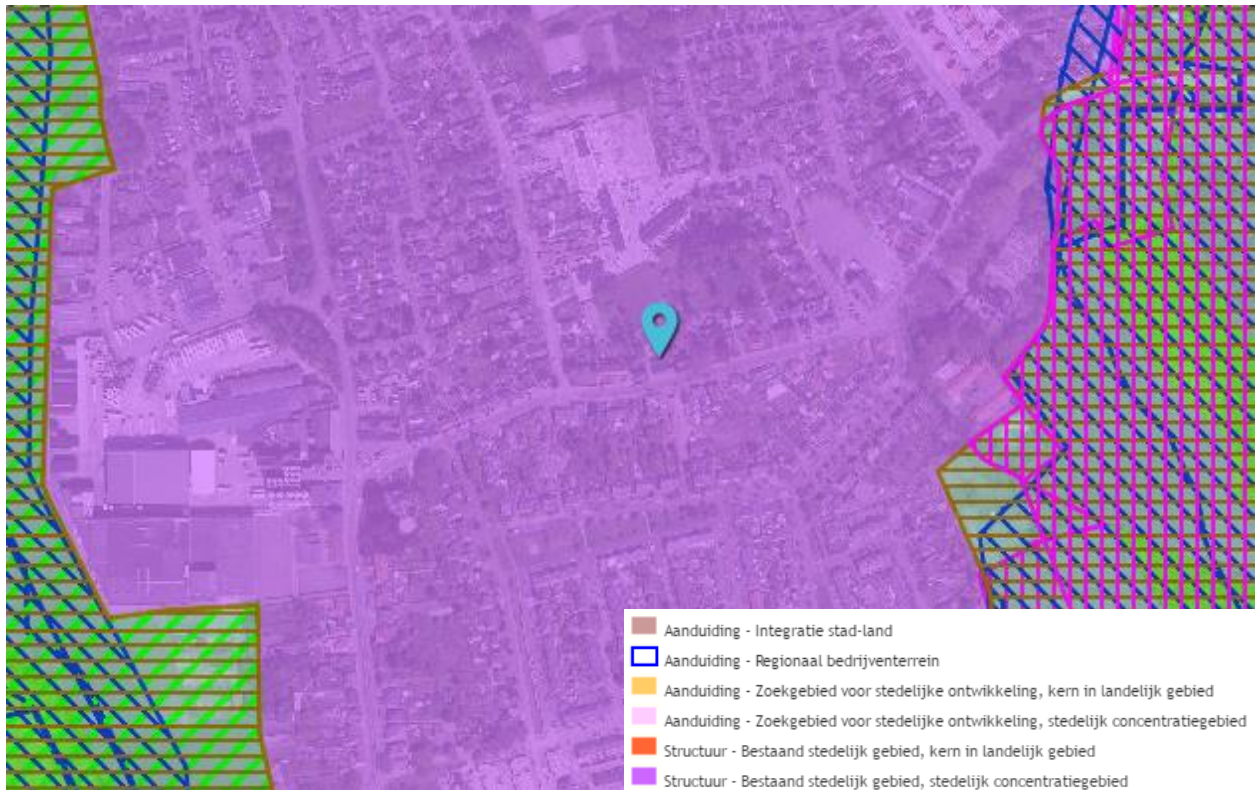 Aanduiding - Integratie stad-land
Aanduiding - Regionaal bedrijventerrein
Aanduiding - Zoekgebied voor stedelijke ontwikkeling, kern in landelijk gebied
Aanduiding - Zoekgebied voor stedelijke ontwikkeling, stedelijk concentratiegebied
Structuur - Bestaand stedelijk gebied, kern in landelijk gebied
Structuur - Bestaand stedelijk gebied, stedelijk concentratiegebied